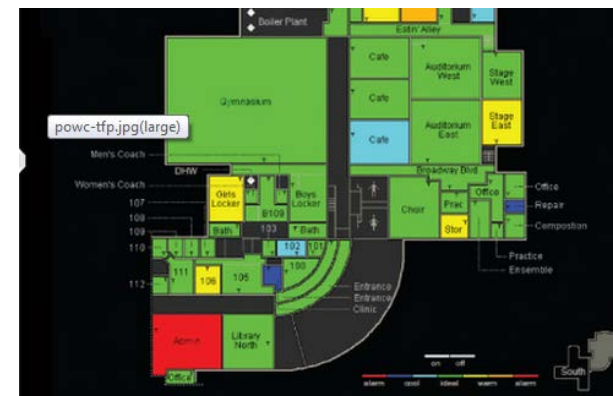 Boiler Plant
Eatin' Alley
Cafe
Auditorium
West
Stage
West
Gymnasium
Cafe
powc-tfp.jpg(large)
Cafe
Auditorium
East
Stage
East
Men's Coach
DHW
Broadway Blvd
Women's Coach
107
108
109
110
111
112
Girls
Locker
B109
Boys
Locker
Bath
103
Bath
102
101
100
105
106
Choir
Prac
Stor
Office
Office
Repair
Compostion
Practice
Ensemble
Entrance
Entrance
Clinic
Admin
Library
North
Office
on off
alarm cool ideal warm alarm
South